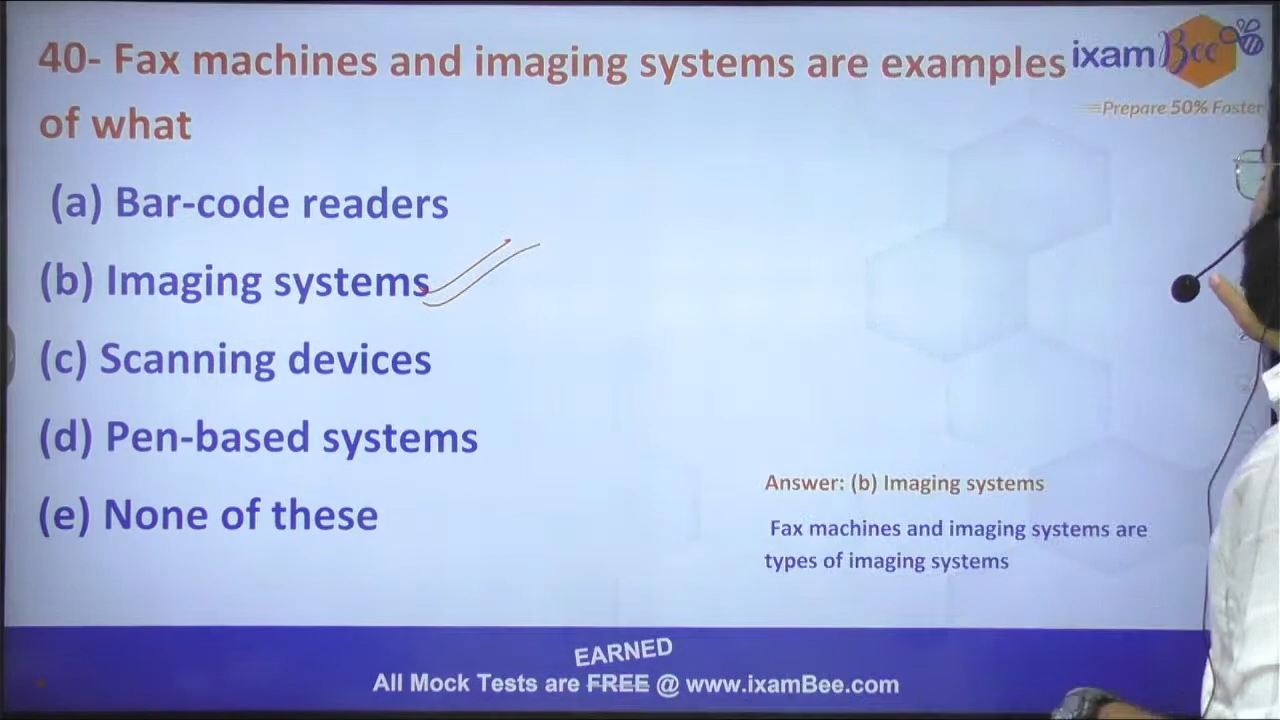 40- Fax machines and imaging systems are examples
of what
ixamBee
Prepare 50% Faster
(a) Bar-code readers
(b) Imaging systems
(c) Scanning devices
(d) Pen-based systems
(e) None of these
Answer: (b) Imaging systems
Fax machines and imaging systems are
types of imaging systems
EARNED
All Mock Tests are FREE @ www.ixamBee.com